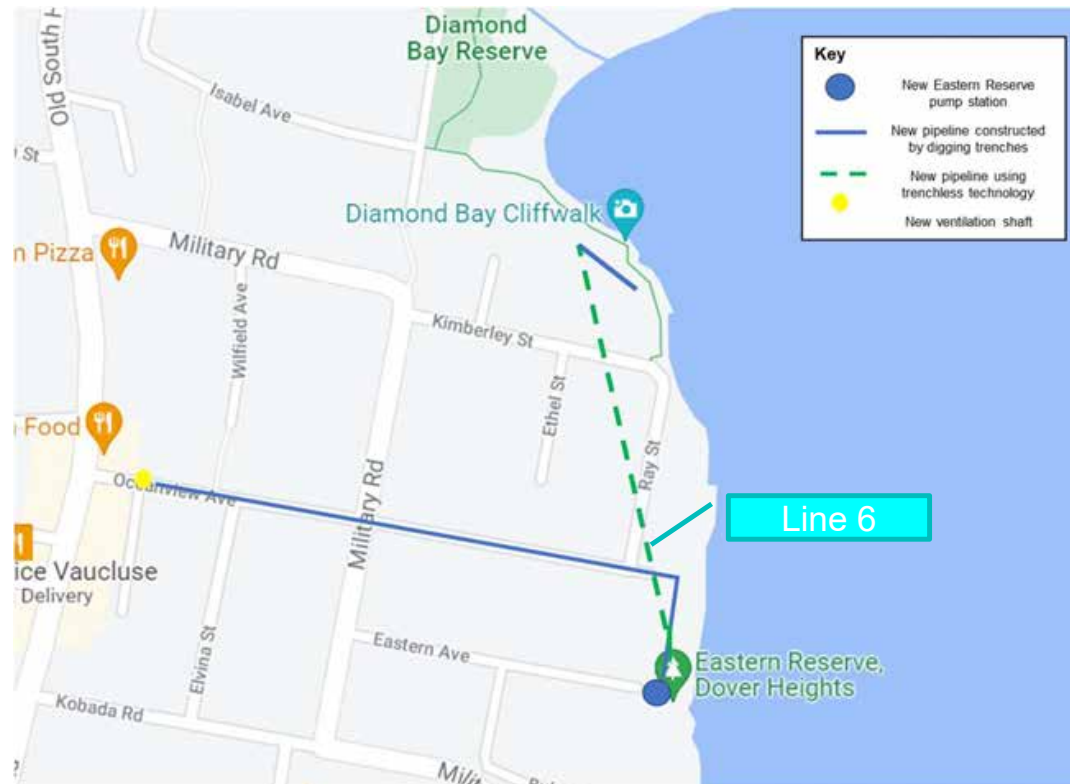 Diamond
Bay Reserve
Old South H
Isabel Ave
St
Diamond Bay Cliffwalk
Military Rd
Pizza
Wilfield Ave
Kimberley St
Ethel St
Food
Oceanview Ave
Military Rd
Ray St
Line 6
ice Vaucluse
Delivery
Elvina St
Eastern Ave
Eastern Reserve,
Dover Heights
Kobada Rd
Key
New Eastern Reserve
pump station
New pipeline constructed
by digging trenches
New pipeline using
trenchless technology
New ventilation shaft